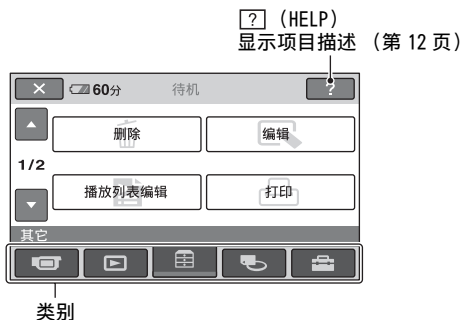 ? (HELP)
显示项目描述 (第 12 页)
60分 待机 ?
删除 编辑
1/2
播放列表编辑 打印
其它
类别